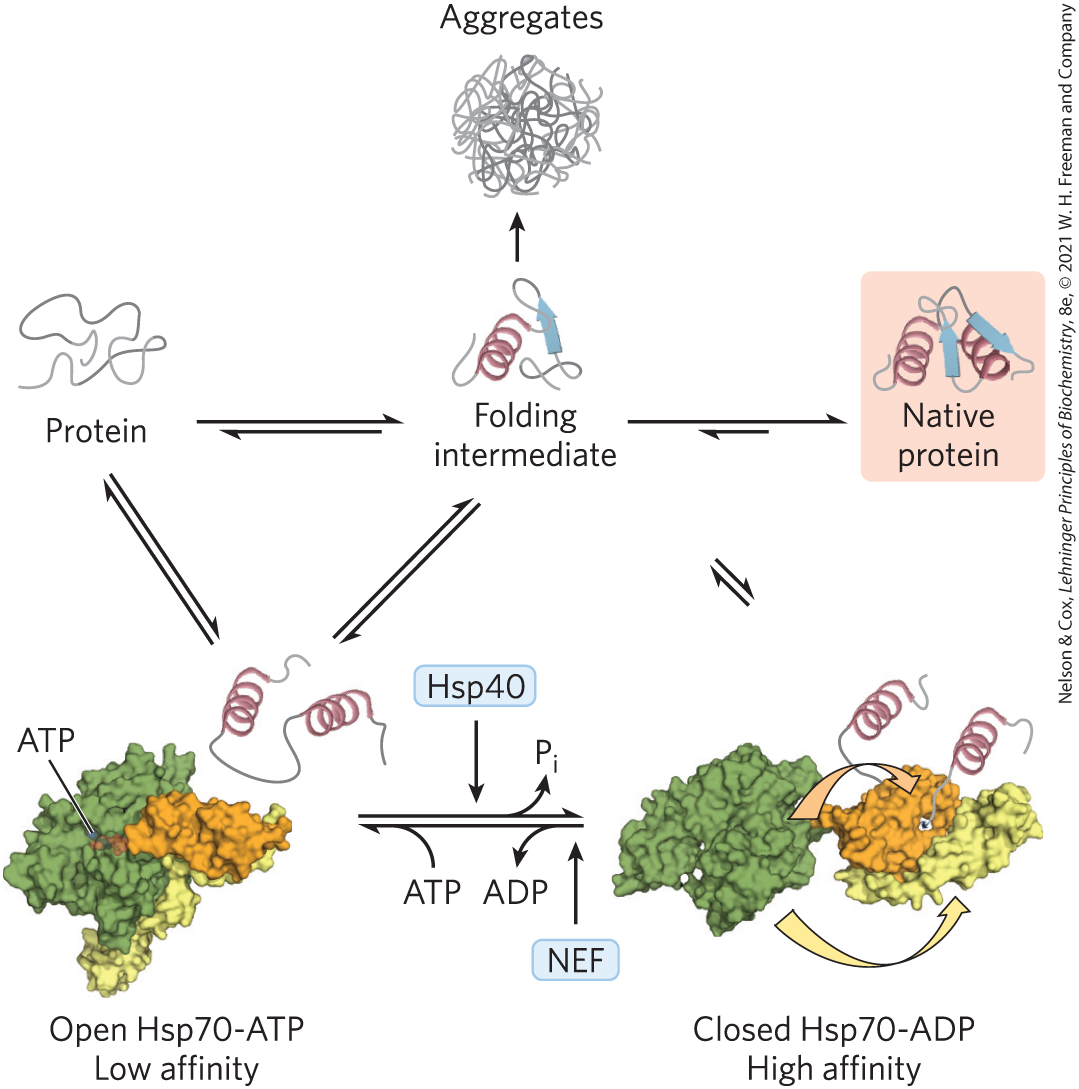 Aggregates
Protein
Folding
intermediate
Native
protein
Hsp40
ATP
Pi
ATP
ADP
NEF
Open Hsp70-ATP
Low affinity
Closed Hsp70-ADP
High affinity
Nelson & Cox, Lehninger Principles of Biochemistry, 8e, © 2021 W. H. Freeman and Company